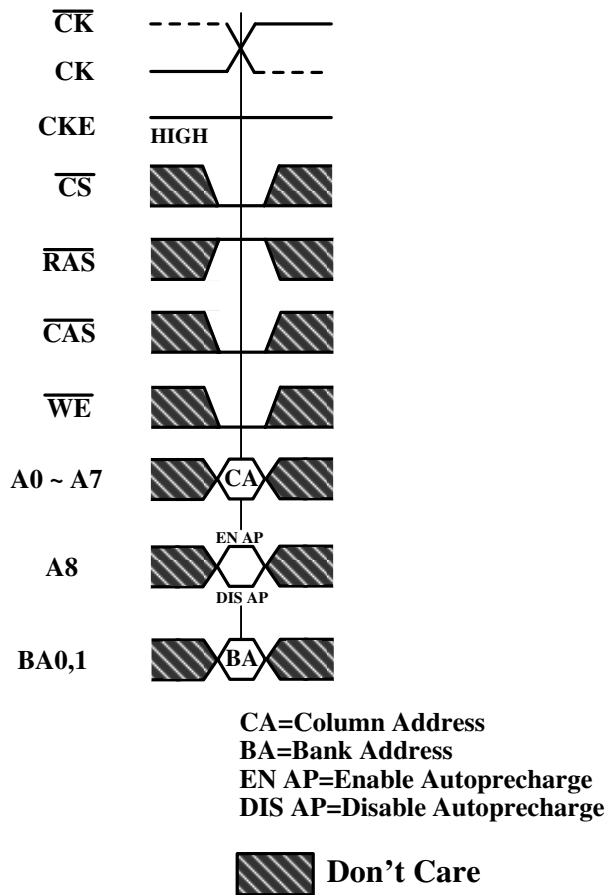 CK
CK
CKE
HIGH
CS
RAS
CAS
WE
A0 ~ A7
CA
EN AP
A8
DIS AP
BA0,1
BA
CA=Column Address
BA=Bank Address
EN AP=Enable Autoprecharge
DIS AP=Disable Autoprecharge
Don't Care